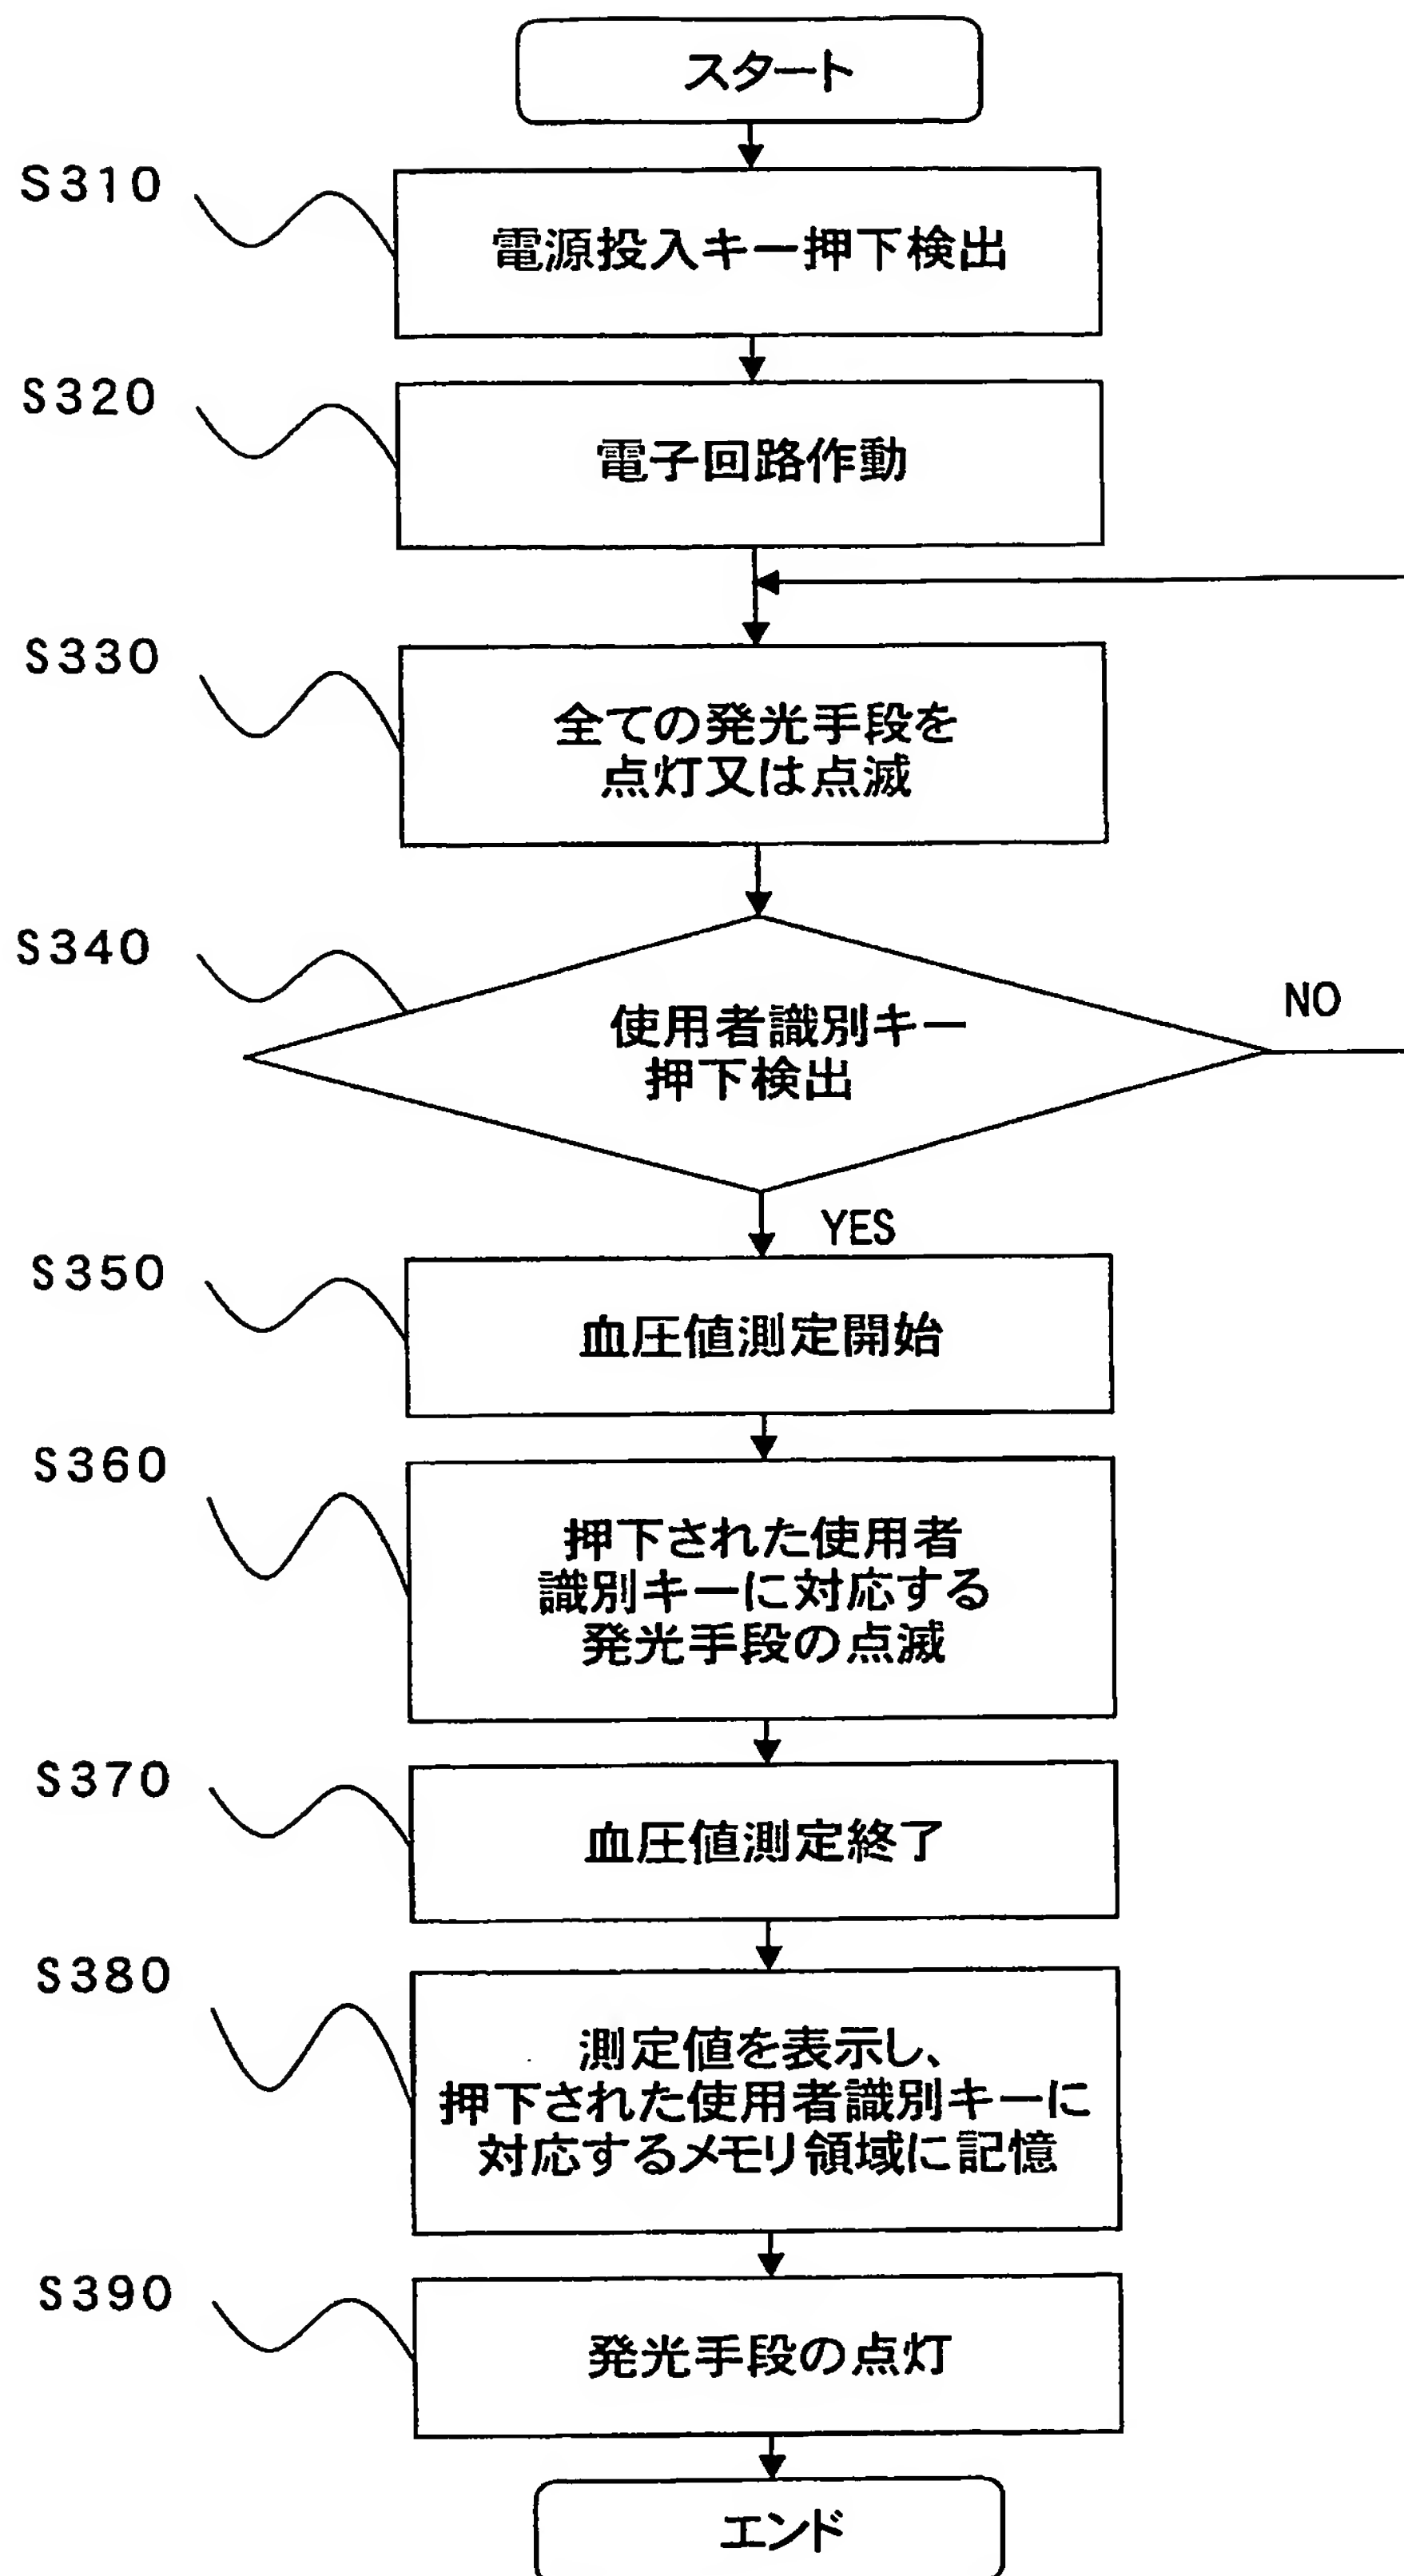 スタート
S310
電源投入キー押下検出
S320
電子回路作動
S330
全ての発光手段を
点灯又は点滅
S340
使用者識別キー
押下検出
NO
YES
S350
血圧値測定開始
S360
押下された使用者
識別キーに対応する
発光手段の点滅
S370
血圧値測定終了
S380
測定値を表示し、
押下された使用者識別キーに
対応するメモリ領域に記憶
S390
発光手段の点灯
エンド